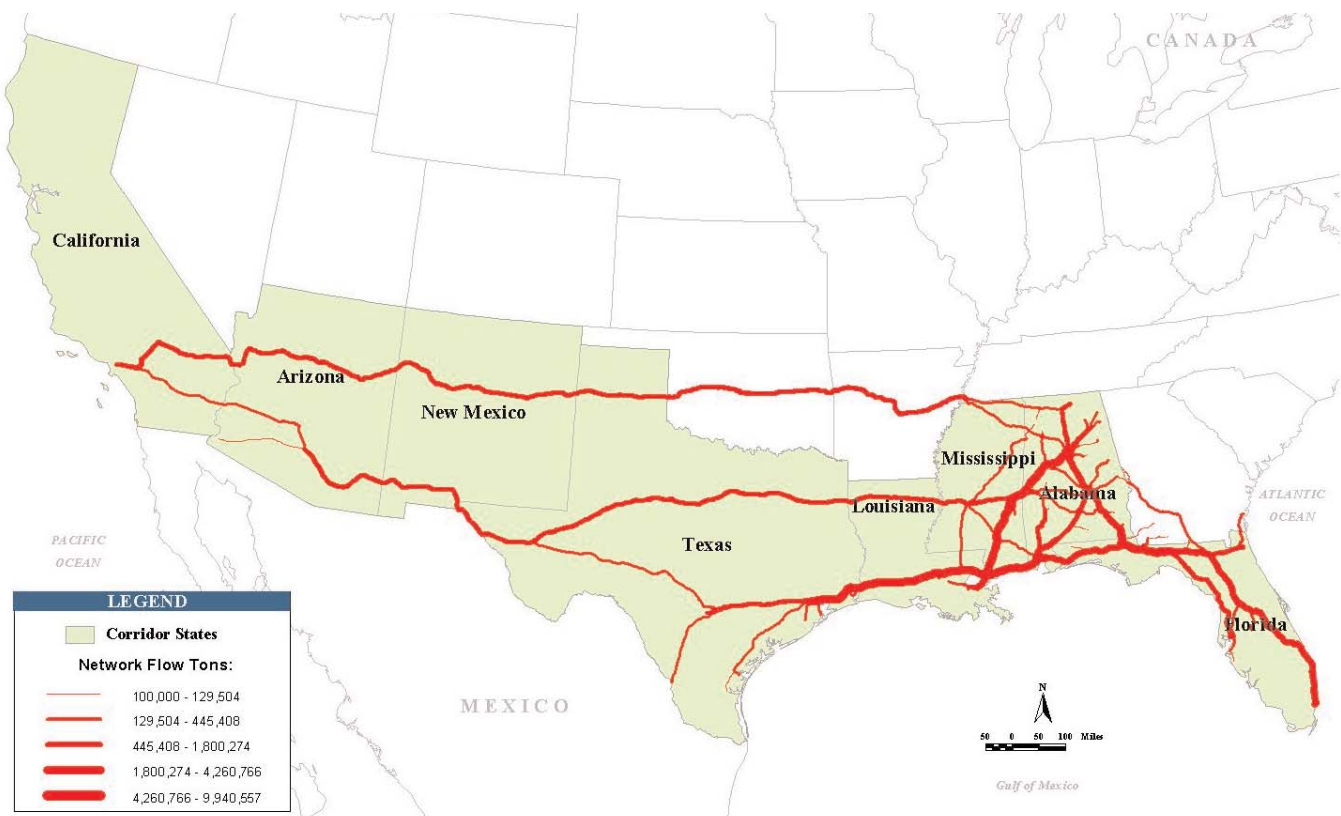 CANADA
California
Arizona
New Mexico
Mississippi
Alabama
Louisiana
Texas
ATLANTIC
OCEAN
PACIFIC
OCEAN
Florida
MEXICO
Gulf of Mexico
LEGEND
Corridor States
Network Flow Tons:
100,000 - 129,504
129,504 - 445,408
445,408 - 1,800,274
1,800,274 - 4,260,766
4,260,766 - 9,940,557
N
50 0 50 100 Miles